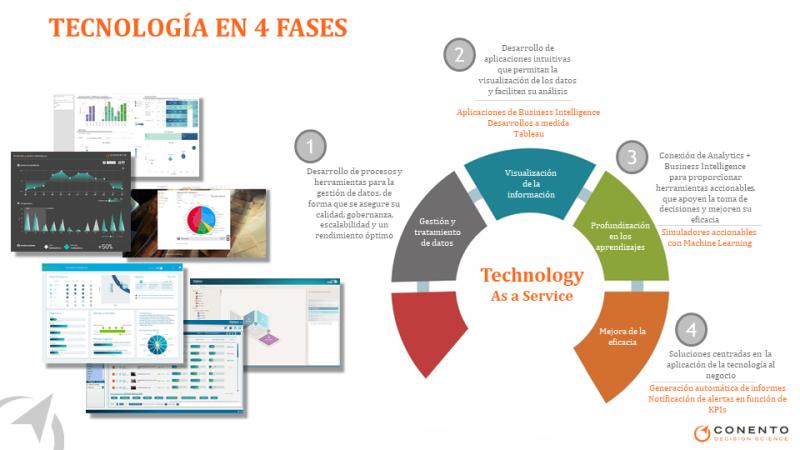 TECNOLOGÍA EN 4 FASES
2
Desarrollo de
aplicaciones intuitivas
que permitan la
visualización de los datos
y faciliten su análisis
Aplicaciones de Business Intelligence
Desarrollos a medida
Tableau
1
Desarrollo de procesos y
herramientas para la
gestión de datos, de
forma que se asegure su
calidad, gobernanza,
escalabilidad y un
rendimiento óptimo
3
Conexión de Analytics +
Business Intelligence
para proporcionar
herramientas accionables,
que apoyen la toma de
decisiones y mejoren su
eficacia
Simuladores accionables
con Machine Learning
Visualización
de la
información
Gestión y
tratamiento
de datos
Profundización
en los
aprendizajes
Technology
As a Service
Mejora de la
eficacia
4
Soluciones centradas en la
aplicación de la tecnología al
negocio
Generación automática de informes
Notificación de alertas en función de
KPIs
+50%
CONENTO
DECISION SCIENCE